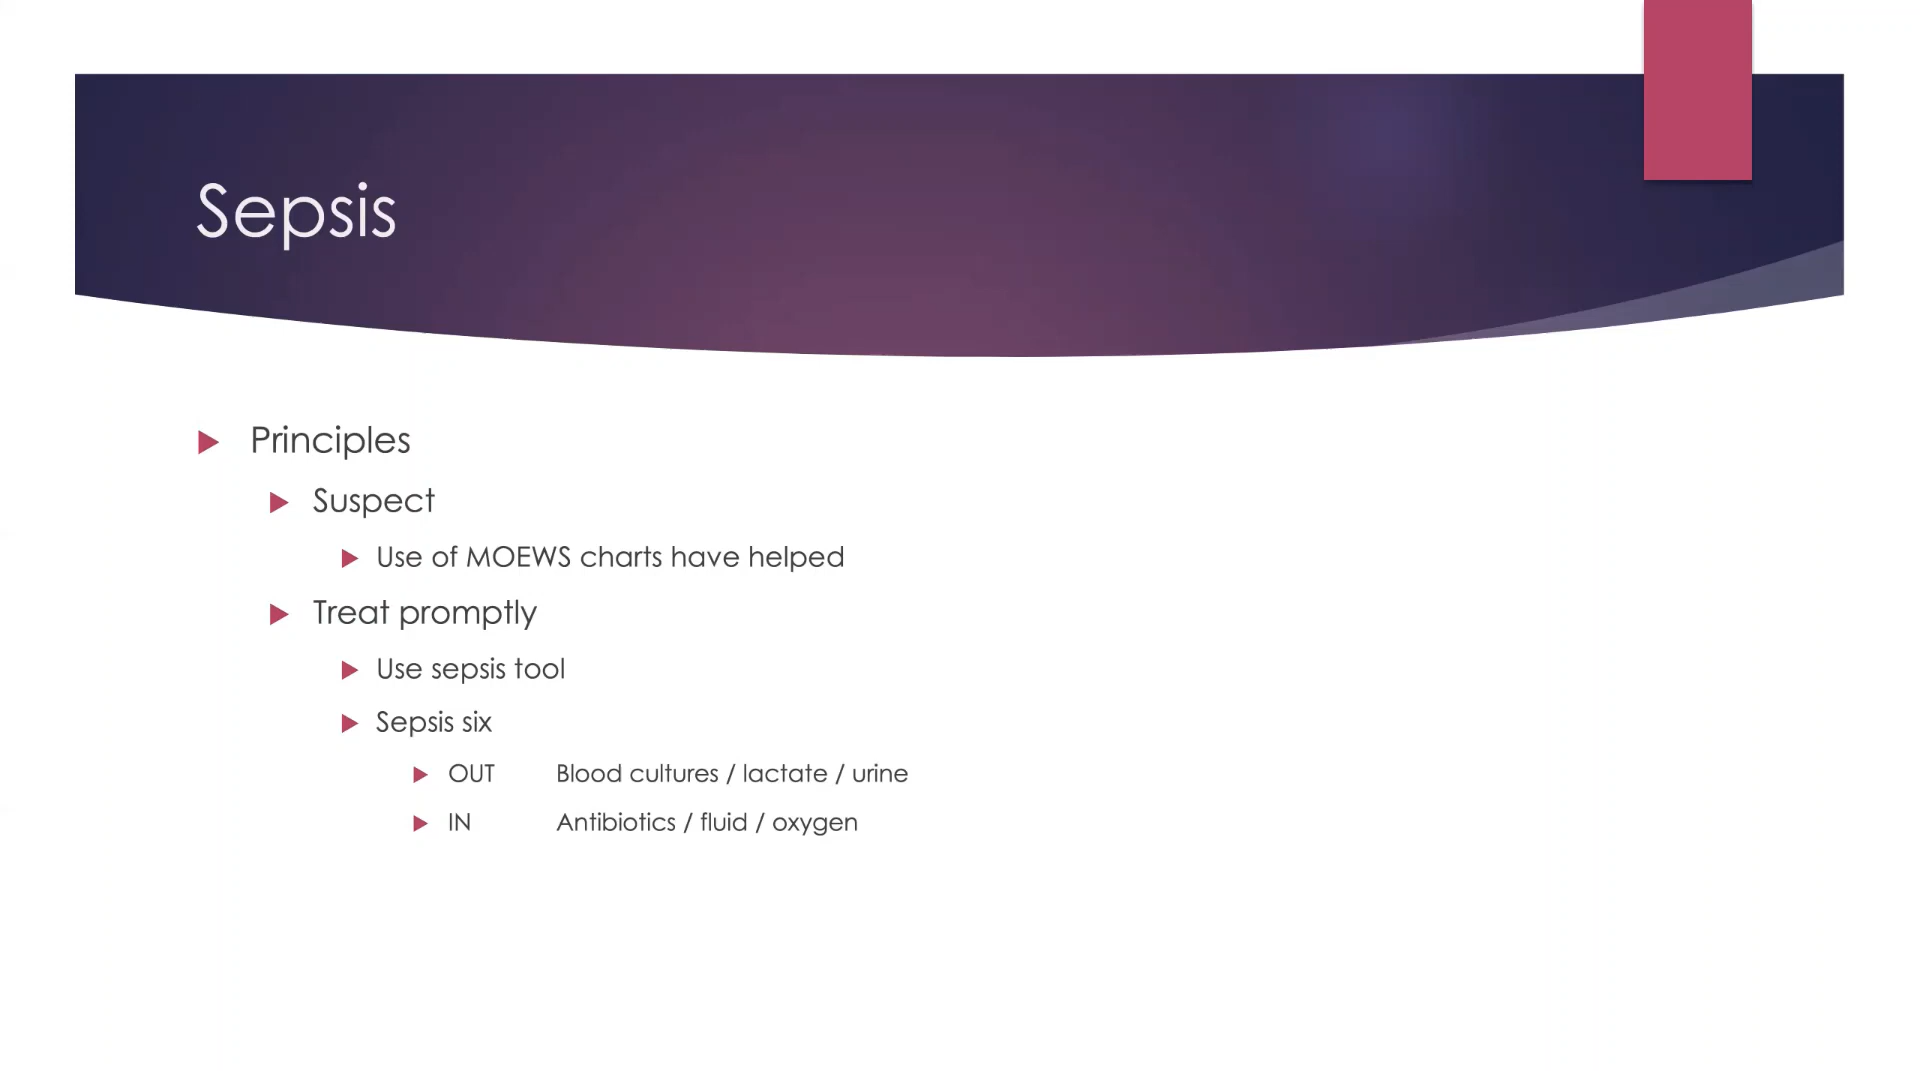 Sepsis
Principles
Suspect
Use of MOEWS charts have helped
Treat promptly
Use sepsis tool
Sepsis six
OUT Blood cultures / lactate / urine
IN Antibiotics / fluid / oxygen